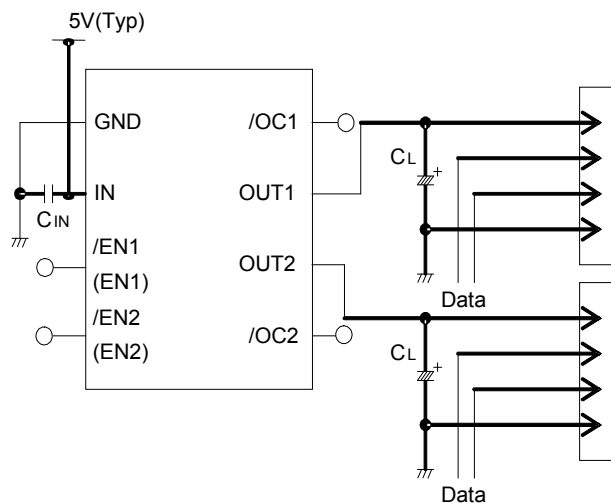 5V(Typ)
GND
/OC1
CL
IN
OUT1
CIN
/EN1
(EN1)
OUT2
Data
/EN2
(EN2)
/OC2
CL
Data